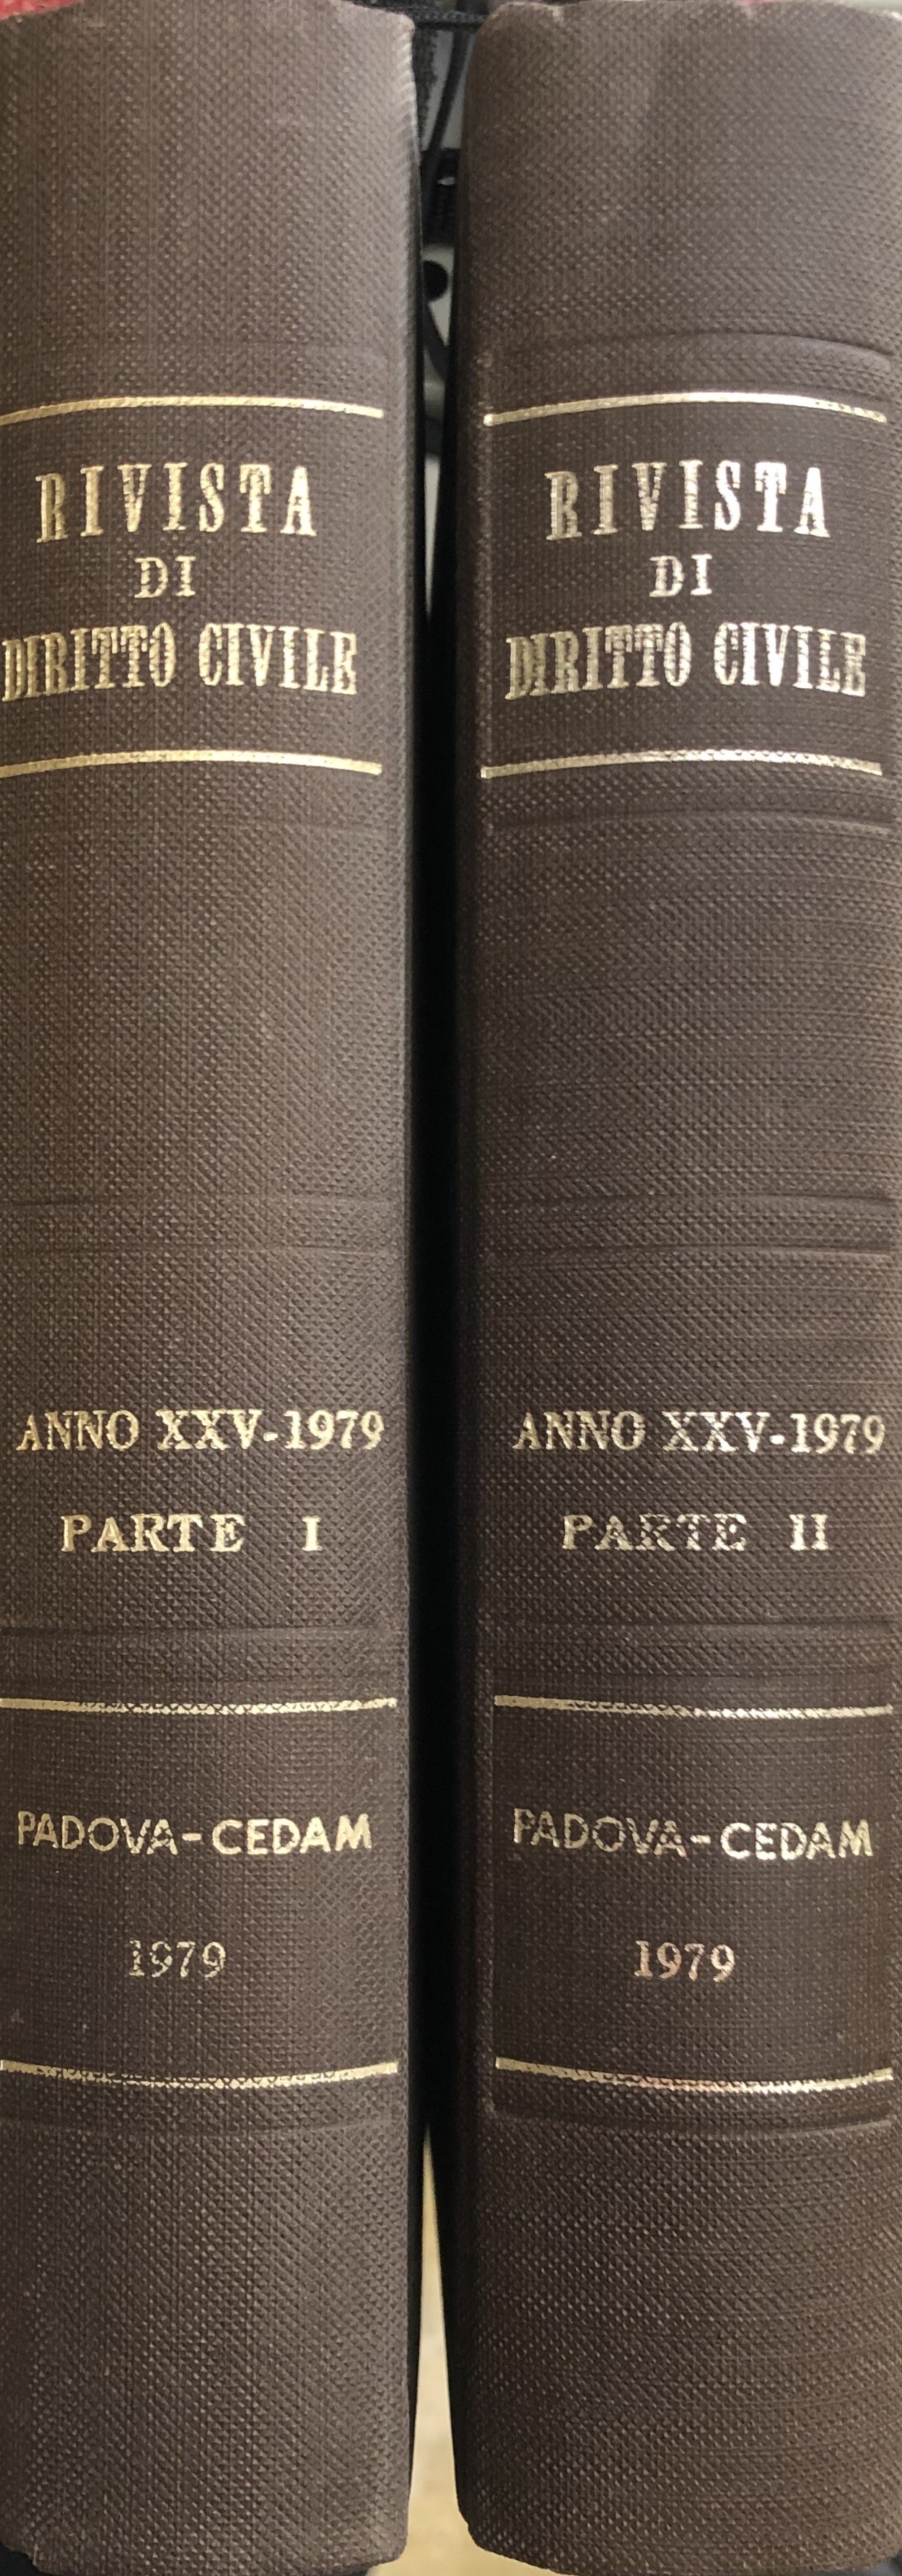 RIVISTA
DI
DIRITTO CIVILE
ANNO XXV-1979
PARTE I
PADOVA-CEDAM
1979
RIVISTA
DI
DIRITTO CIVILE
ANNO XXV-1979
PARTE II
PADOVA-CEDAM
1979